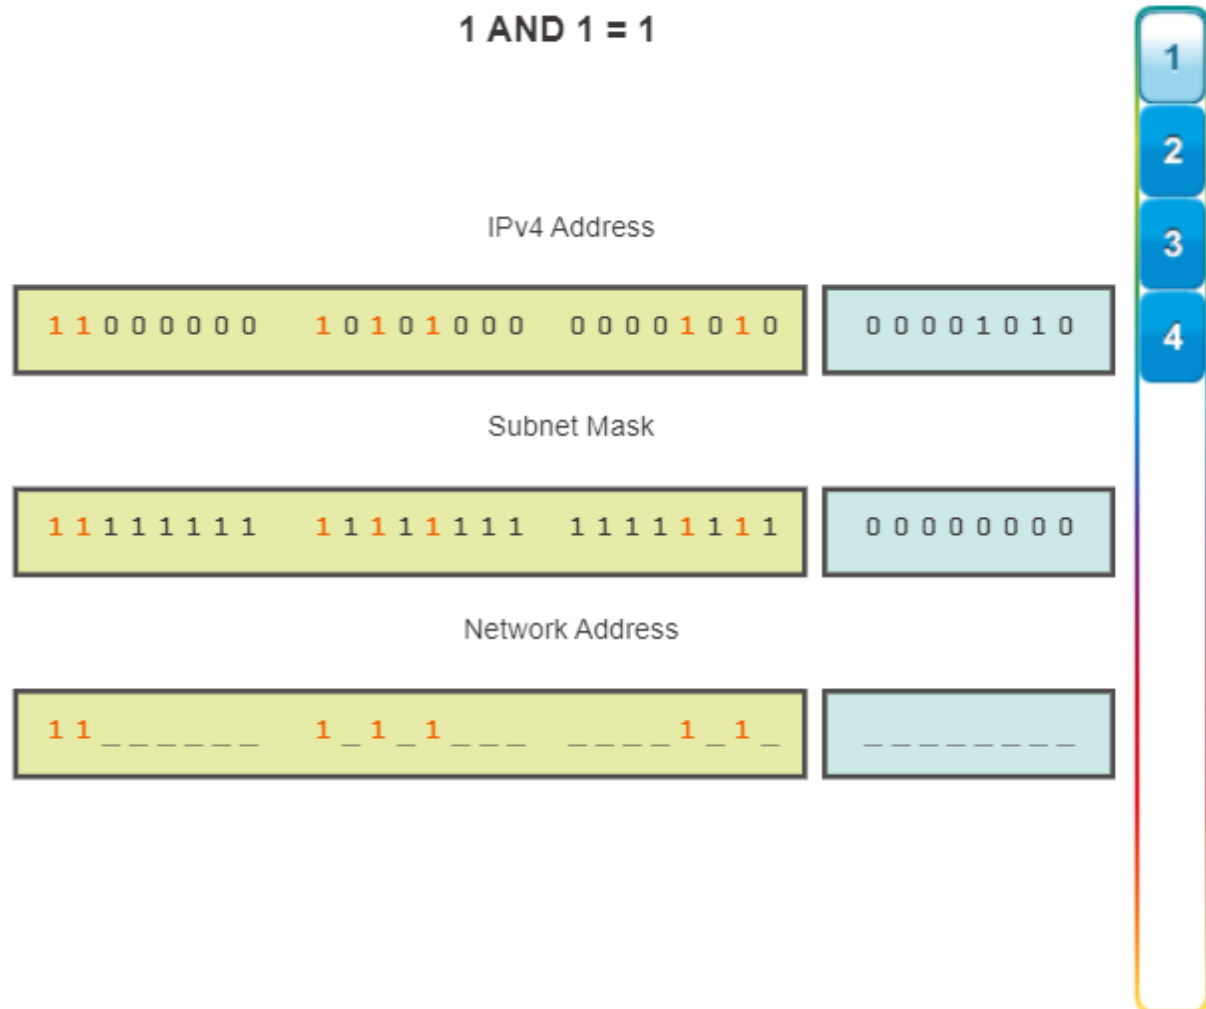 1 AND 1 = 1
1
2
3
4
IPv4 Address
1 1 0 0 0 0 0 0 1 0 1 0 1 0 0 0 0 0 0 0 1 0 1 0 0 0 0 0 1 0 1 0
Subnet Mask
1 1 1 1 1 1 1 1 1 1 1 1 1 1 1 1 1 1 1 1 1 1 1 1 0 0 0 0 0 0 0 0
Network Address
1 1 _ _ _ _ _ _ 1 _ 1 _ 1 _ _ _ _ _ _ _ 1 _ 1 _ _ _ _ _ _ _ _ _